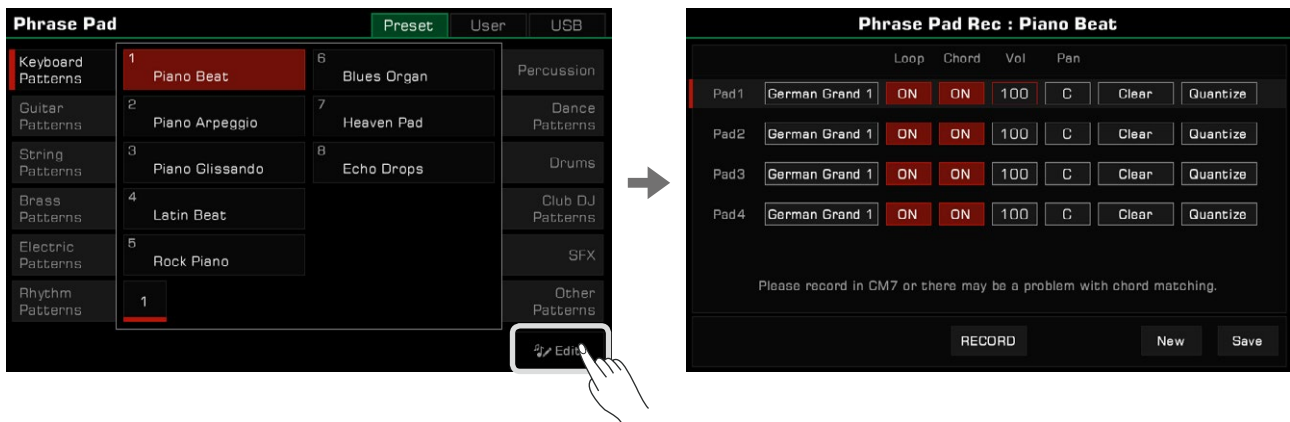 Phrase Pad
Preset
User
USB
Keyboard
Patterns
1
Piano Beat
6
Blues Organ
Percussion
Guitar
Patterns
2
Piano Arpeggio
7
Heaven Pad
Dance
Patterns
String
Patterns
3
Piano Glissando
8
Echo Drops
Drums
Brass
Patterns
4
Latin Beat
Club DJ
Patterns
Electric
Patterns
5
Rock Piano
SFX
Rhythm
Patterns
1
Other
Patterns
Edit
Phrase Pad Rec : Piano Beat
Loop Chord Vol Pan
Pad1 German Grand 1 ON ON 100 C Clear Quantize
Pad2 German Grand 1 ON ON 100 C Clear Quantize
Pad3 German Grand 1 ON ON 100 C Clear Quantize
Pad4 German Grand 1 ON ON 100 C Clear Quantize
Please record in CM7 or there may be a problem with chord matching.
RECORD New Save